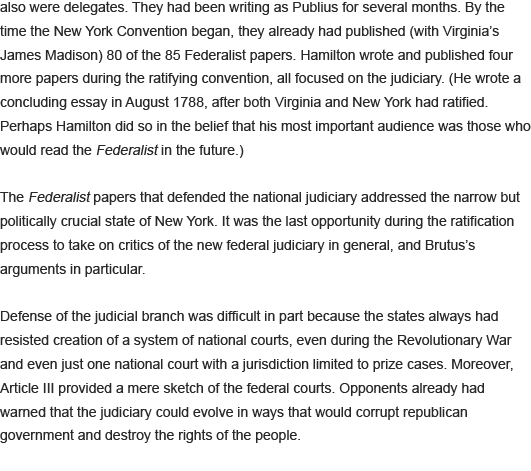 also were delegates. They had been writing as Publius for several months. By the
time the New York Convention began, they already had published (with Virginia’s
James Madison) 80 of the 85 Federalist papers. Hamilton wrote and published four
more papers during the ratifying convention, all focused on the judiciary. (He wrote a
concluding essay in August 1788, after both Virginia and New York had ratified.
Perhaps Hamilton did so in the belief that his most important audience was those who
would read the Federalist in the future.)
The Federalist papers that defended the national judiciary addressed the narrow but
politically crucial state of New York. It was the last opportunity during the ratification
process to take on critics of the new federal judiciary in general, and Brutus’s
arguments in particular.
Defense of the judicial branch was difficult in part because the states always had
resisted creation of a system of national courts, even during the Revolutionary War
and even just one national court with a jurisdiction limited to prize cases. Moreover,
Article III provided a mere sketch of the federal courts. Opponents already had
warned that the judiciary could evolve in ways that would corrupt republican
government and destroy the rights of the people.